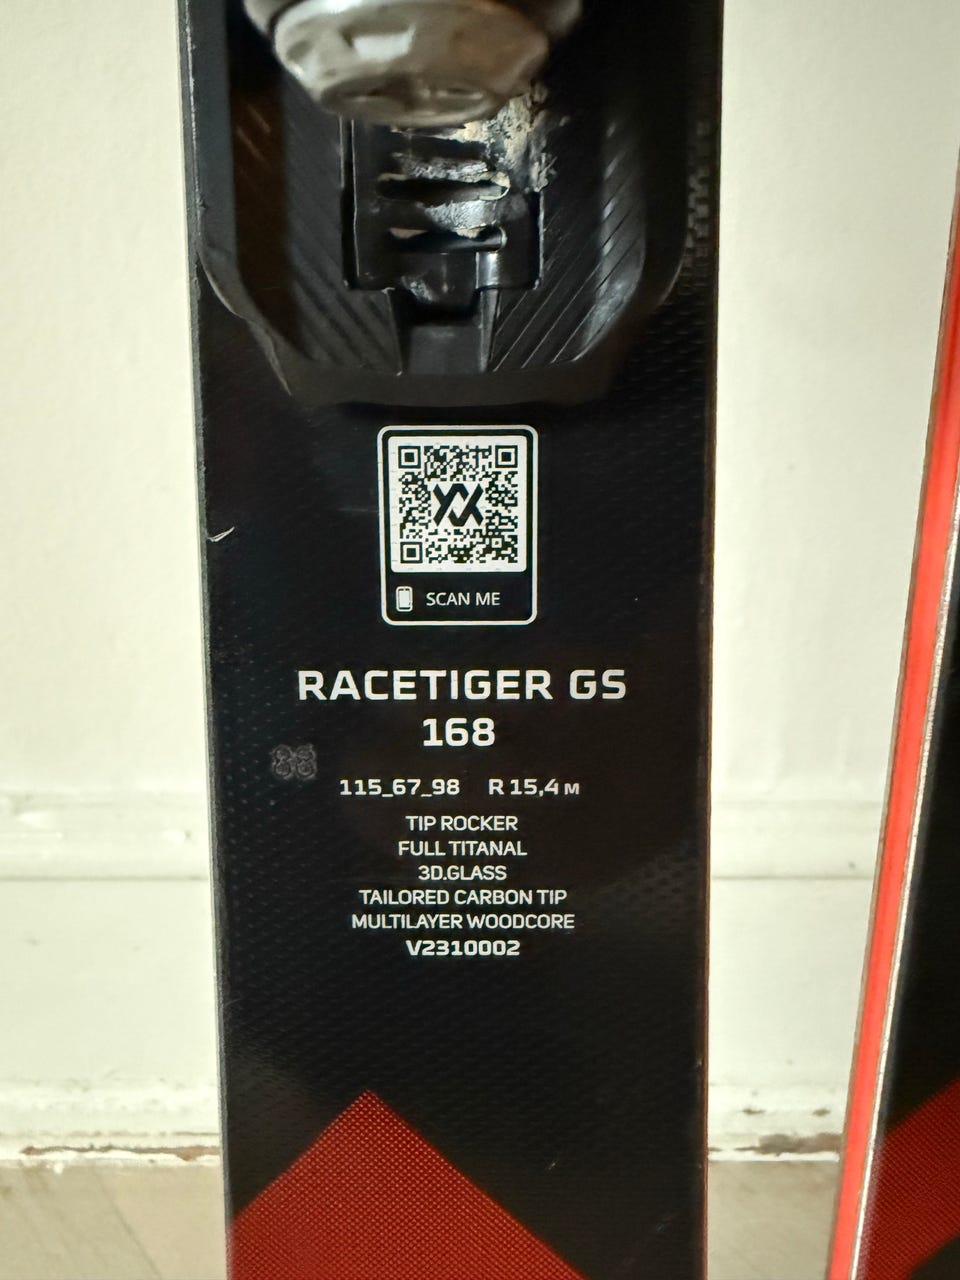 SCAN ME
RACETIGER GS
168
115_67_98 R 15,4 M
TIP ROCKER
FULL TITANAL
3D.GLASS
TAILORED CARBON TIP
MULTILAYER WOODCORE
V2310002